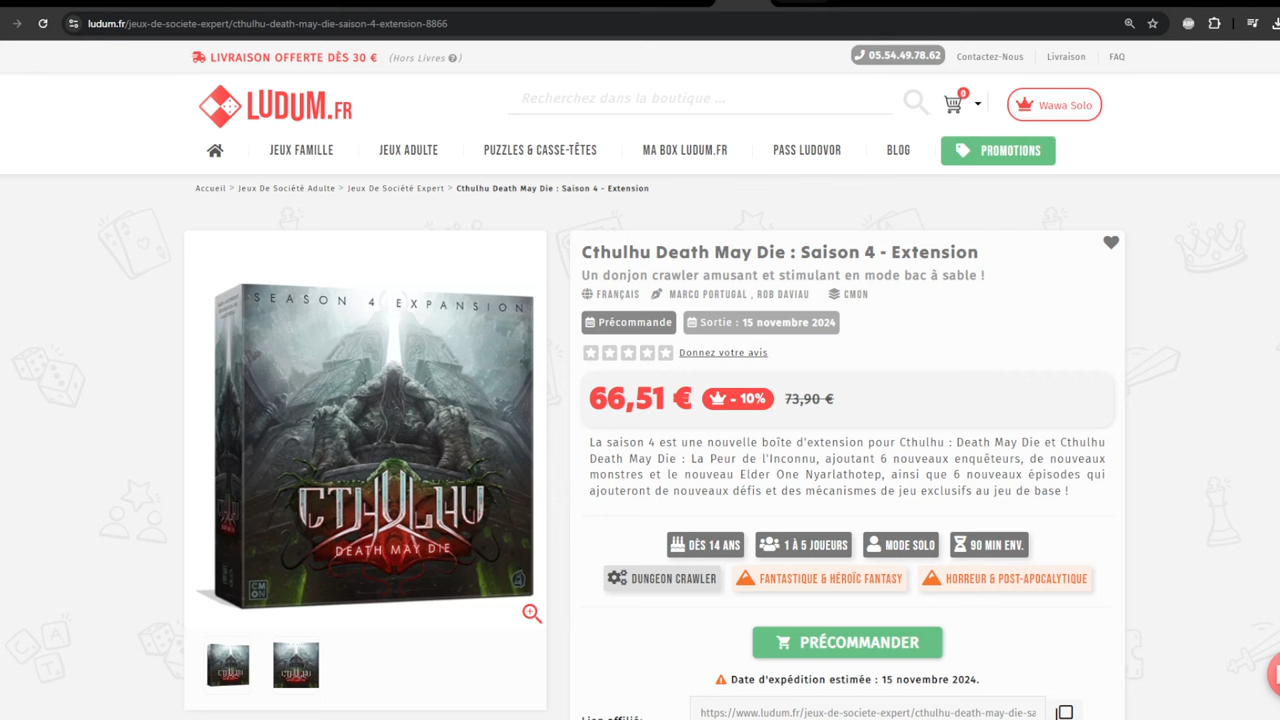 ludum.fr/jeux-de-societe-expert/cthulhu-death-may-die-saison-4-extension-8866
LIVRAISON OFFERTE DÈS 30 € (Hors Livres ?)
05.54.49.78.62 Contactez-Nous Livraison FAQ
LUDUM.FR
Recherchez dans la boutique ...
0
Wawa Solo
JEUX FAMILLE JEUX ADULTE PUZZLES & CASSE-TÊTES MA BOX LUDUM.FR PASS LUDOVOR BLOG PROMOTIONS
Accueil > Jeux De Société Adulte > Jeux De Société Expert > Cthulhu Death May Die : Saison 4 - Extension
SEASON 4 EXPANSION
CTHULHU
DEATH MAY DIE
CMON
Cthulhu Death May Die : Saison 4 - Extension
Un donjon crawler amusant et stimulant en mode bac à sable !
FRANÇAIS MARCO PORTUGAL , ROB DAVIAU CMON
Précommande Sortie : 15 novembre 2024
Donnez votre avis
66,51 € - 10% 73,90 €
La saison 4 est une nouvelle boîte d'extension pour Cthulhu : Death May Die et Cthulhu
Death May Die : La Peur de l'Inconnu, ajoutant 6 nouveaux enquêteurs, de nouveaux
monstres et le nouveau Elder One Nyarlathotep, ainsi que 6 nouveaux épisodes qui
ajouteront de nouveaux défis et des mécanismes de jeu exclusifs au jeu de base !
DÈS 14 ANS 1 À 5 JOUEURS MODE SOLO 90 MIN ENV.
DUNGEON CRAWLER FANTASTIQUE & HÉROÏC FANTASY HORREUR & POST-APOCALYTIQUE
PRÉCOMMANDER
Date d'expédition estimée : 15 novembre 2024.
Lien affilié:
https://www.ludum.fr/jeux-de-societe-expert/cthulhu-death-may-die-sa